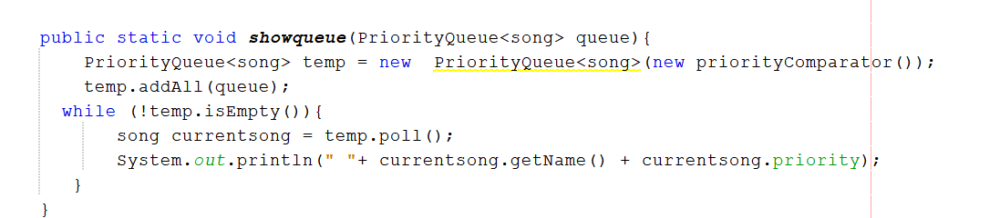 public static void showqueue(PriorityQueue<song> queue){
PriorityQueue<song> temp = new  PriorityQueue<song>(new priorityComparator());
temp.addAll(queue);
while (!temp.isEmpty()){
song currentsong = temp.poll();
System.out.println(" "+ currentsong.getName() + currentsong.priority);
}
}